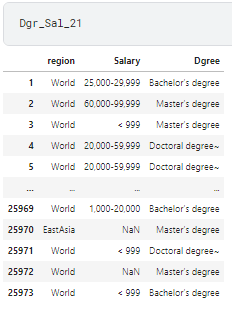 Dgr_Sal_21
region Salary Dgree
1 World 25,000-29,999 Bachelor's degree
2 World 60,000-99,999 Master's degree
3 World < 999 Master's degree
4 World 20,000-59,999 Doctoral degree~
5 World 20,000-59,999 Doctoral degree~
... ... ... ...
25969 World 1,000-20,000 Bachelor's degree
25970 EastAsia NaN Master's degree
25971 World < 999 Doctoral degree~
25972 World NaN Master's degree
25973 World < 999 Bachelor's degree